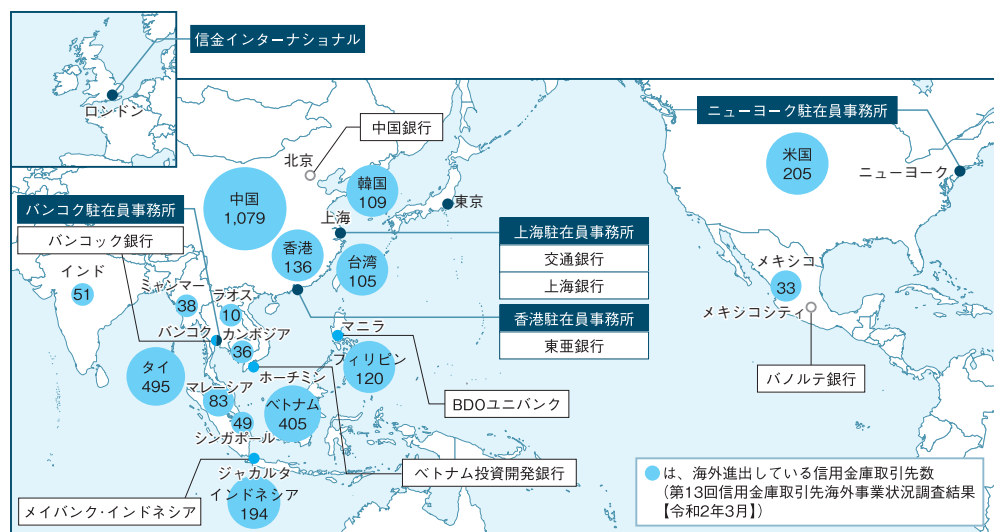 信金インターナショナル
ロンドン
中国銀行
北京
韓国
109
中国
1,079
東京
上海
バンコク駐在員事務所
バンコック銀行
香港
136
台湾
105
上海駐在員事務所
交通銀行
上海銀行
香港駐在員事務所
東亜銀行
ニューヨーク駐在員事務所
米国
205
ニューヨーク
メキシコ
33
メキシコシティ
バノルテ銀行
インド
51
ミャンマー
38
ラオス
10
バンコク
カンボジア
36
マニラ
フィリピン
120
タイ
495
ホーチミン
マレーシア
83
ベトナム
405
49
シンガポール
BDOユニバンク
ジャカルタ
ベトナム投資開発銀行
インドネシア
194
メイバンク・インドネシア
は、海外進出している信用金庫取引先数
(第13回信用金庫取引先海外事業状況調査結果
【令和2年3月】)